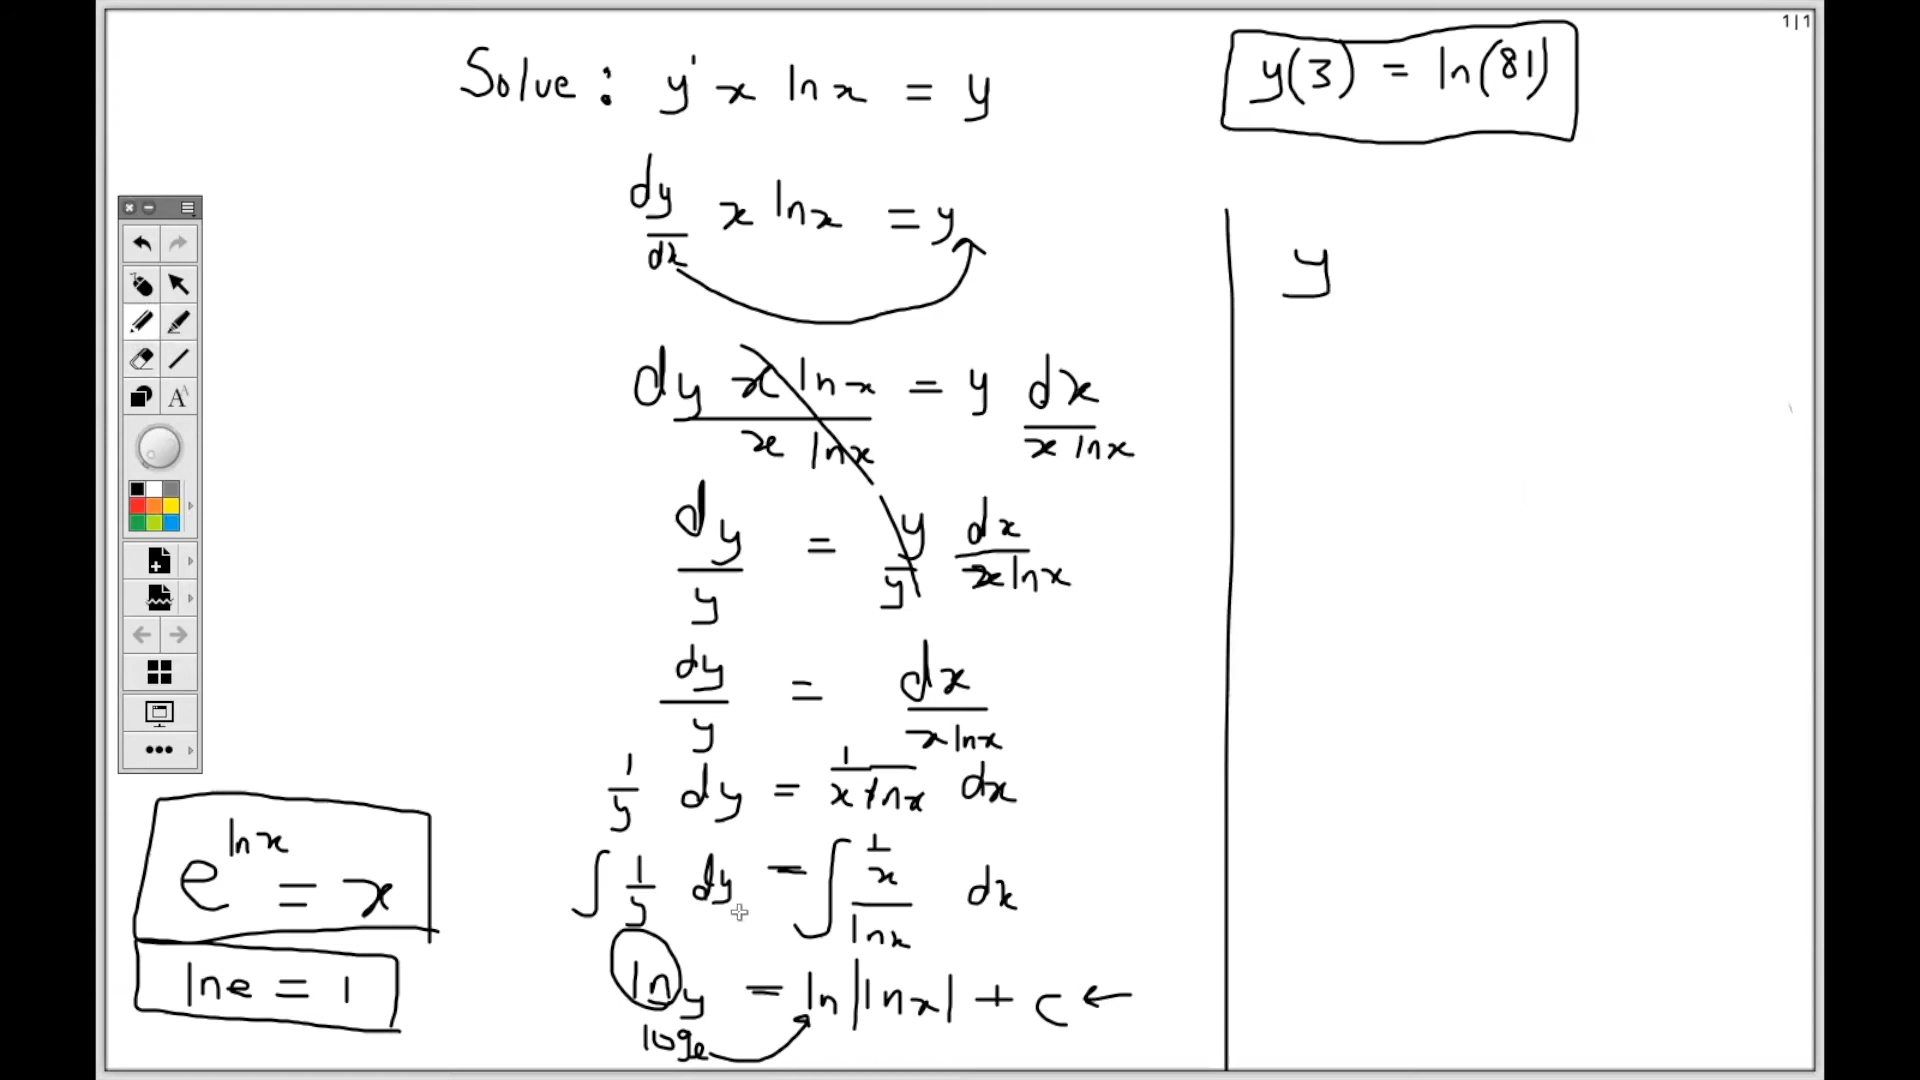 1|1
Solve : y' x ln x = y
y(3) = ln(81)
dy/dx x ln x = y
y
dy x ln x / x ln x = y dx / x ln x
dy/y = y/y dx/x ln x
dy/y = dx/x ln x
1/y dy = 1/x ln x dx
∫ 1/y dy = ∫ 1/x / ln x dx
ln y = ln |ln x| + c ←
loge
e^ln x = x
ln e = 1
A